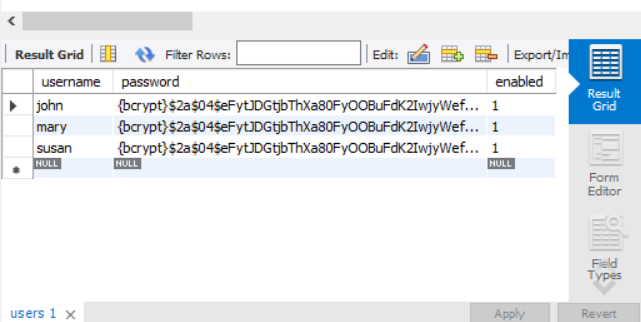 Result Grid Filter Rows: Edit: Export/Im
username password enabled
john {bcrypt}$2a$04$eFytJDGtjbThXa80FyOOBuFdK2IwjyWef... 1
mary {bcrypt}$2a$04$eFytJDGtjbThXa80FyOOBuFdK2IwjyWef... 1
susan {bcrypt}$2a$04$eFytJDGtjbThXa80FyOOBuFdK2IwjyWef... 1
NULL NULL NULL
Result
Grid
Form
Editor
Field
Types
users 1 Apply Revert